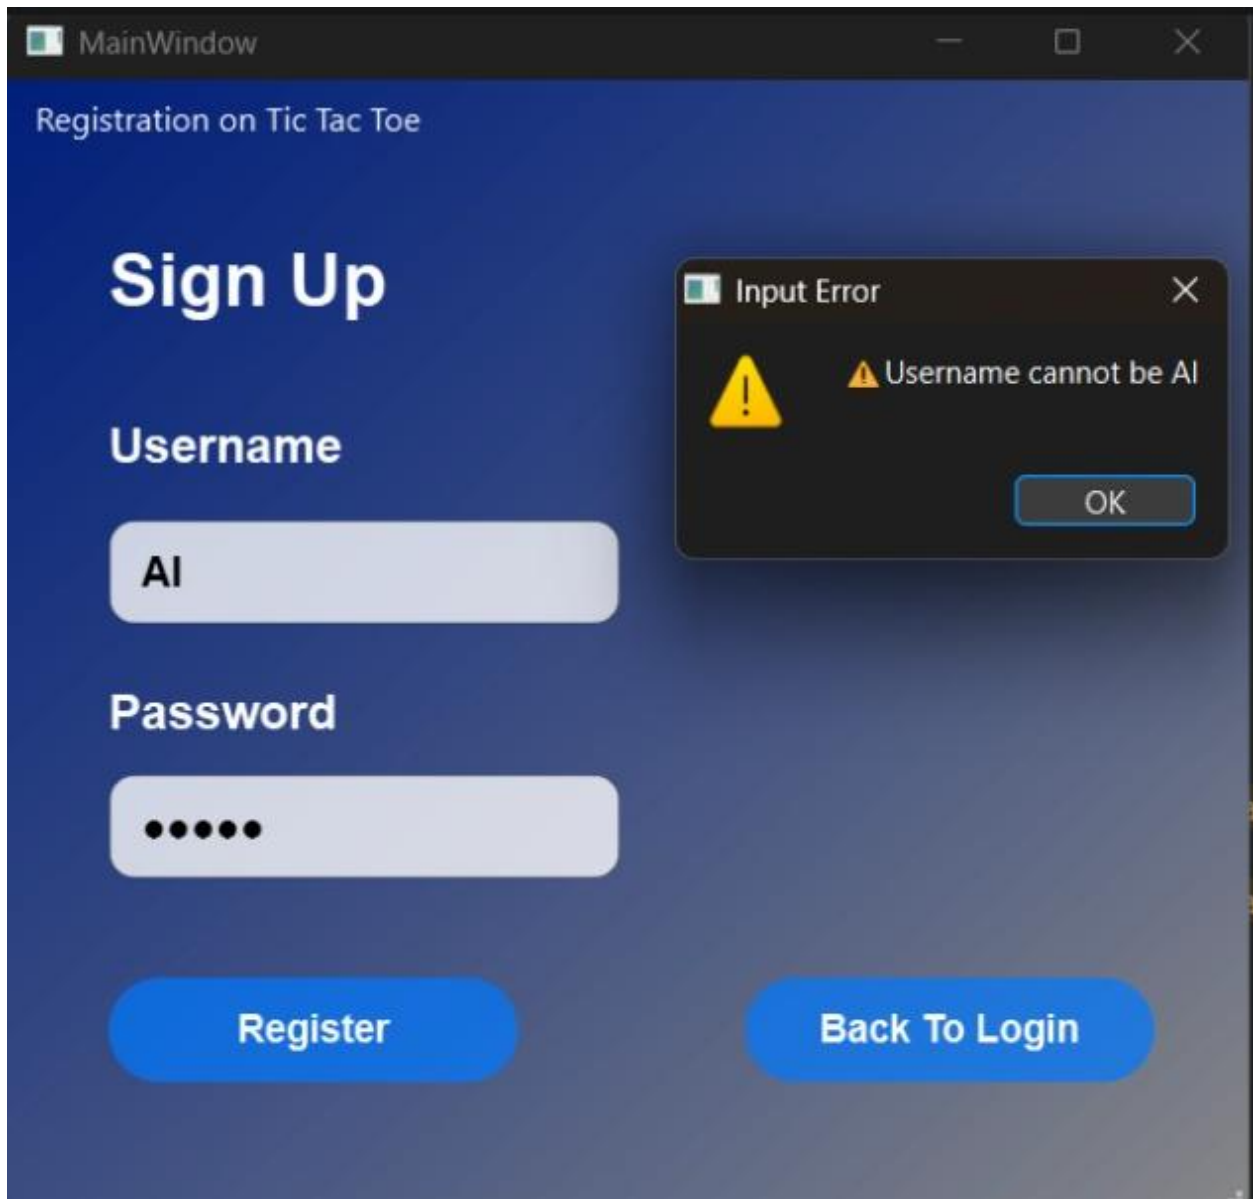 MainWindow
Registration on Tic Tac Toe
Sign Up
Input Error
⚠Username cannot be AI
OK
Username
AI
Password
•••••
Register
Back To Login